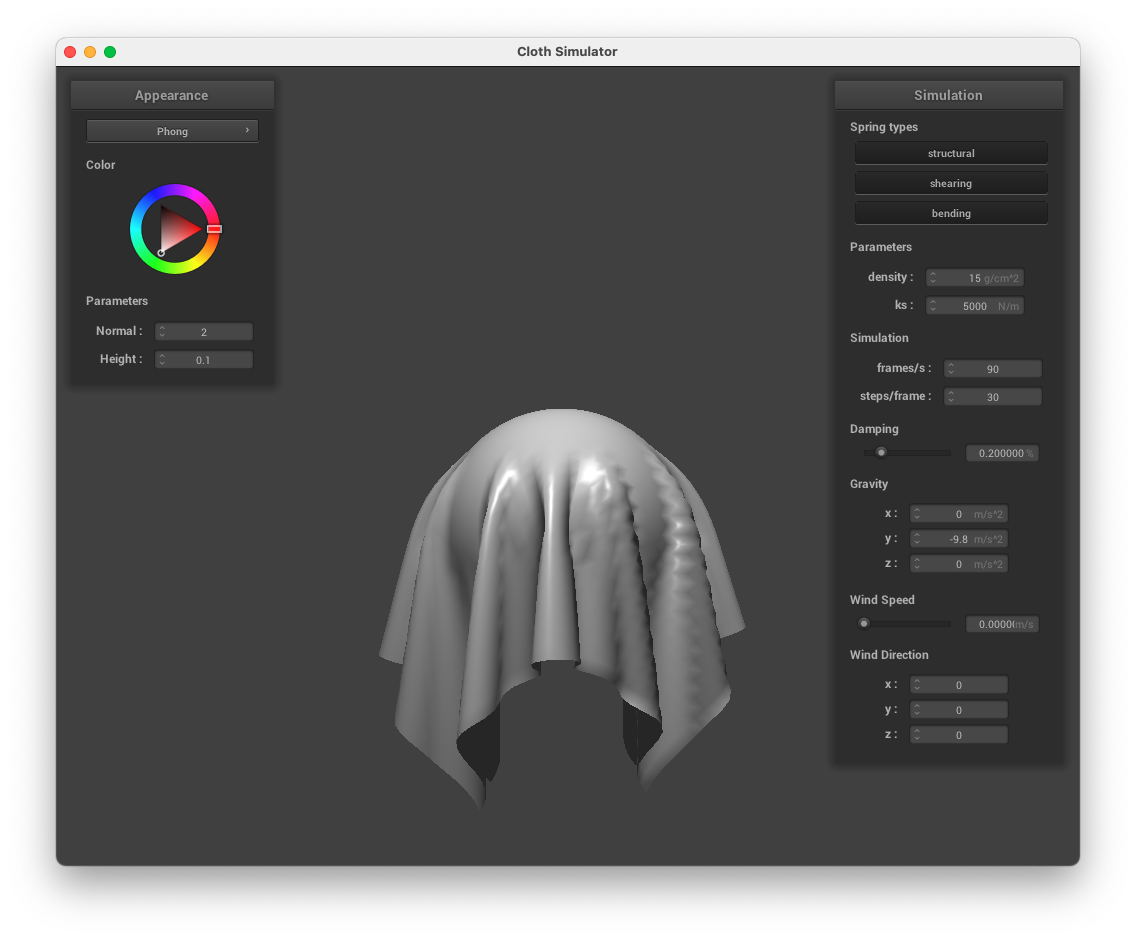 Cloth Simulator
Appearance
Phong
Color
Parameters
Normal : 2
Height : 0.1
Simulation
Spring types
structural
shearing
bending
Parameters
density : 15 g/cm^2
ks : 5000 N/m
Simulation
frames/s : 90
steps/frame : 30
Damping
0.200000 %
Gravity
x : 0 m/s^2
y : -9.8 m/s^2
z : 0 m/s^2
Wind Speed
0.0000 m/s
Wind Direction
x : 0
y : 0
z : 0